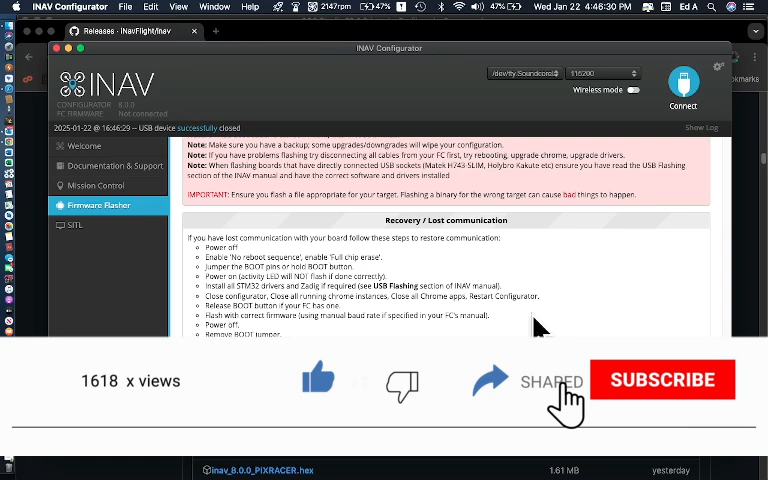 INAV Configurator File Edit View Window Help 2147rpm 47% 47% Wed Jan 22 4:46:30 PM Ed A
Releases · iNavFlight/inav
INAV Configurator
INAV
CONFIGURATOR 8.0.0
FC FIRMWARE Not connected
115200
Wireless mode
Connect
2025-01-22 @ 16:46:29 -- USB device successfully closed
Show Log
Welcome
Documentation & Support
Mission Control
Firmware Flasher
SITL
Note: Make sure you have a backup; some upgrades/downgrades will wipe your configuration.
Note: If you have problems flashing try disconnecting all cables from your FC first, try rebooting, upgrade chrome, upgrade drivers.
Note: When flashing boards that have directly connected USB sockets (Matek H743-SLIM, Holybro Kakute etc) ensure you have read the USB Flashing
section of the INAV manual and have the correct software and drivers installed
IMPORTANT: Ensure you flash a file appropriate for your target. Flashing a binary for the wrong target can cause bad things to happen.
Recovery / Lost communication
If you have lost communication with your board follow these steps to restore communication:
Power off
Enable 'No reboot sequence', enable 'Full chip erase'.
Jumper the BOOT pins or hold BOOT button.
Power on (activity LED will NOT flash if done correctly).
Install all STM32 drivers and Zadig if required (see USB Flashing section of INAV manual).
Close configurator, Close all running chrome instances, Close all Chrome apps, Restart Configurator.
Release BOOT button if your FC has one.
Flash with correct firmware (using manual baud rate if specified in your FC's manual).
Power off.
Remove BOOT jumper.
1618 x views
SHARED
SUBSCRIBE
inav_8.0.0_PIXRACER.hex 1.61 MB yesterday